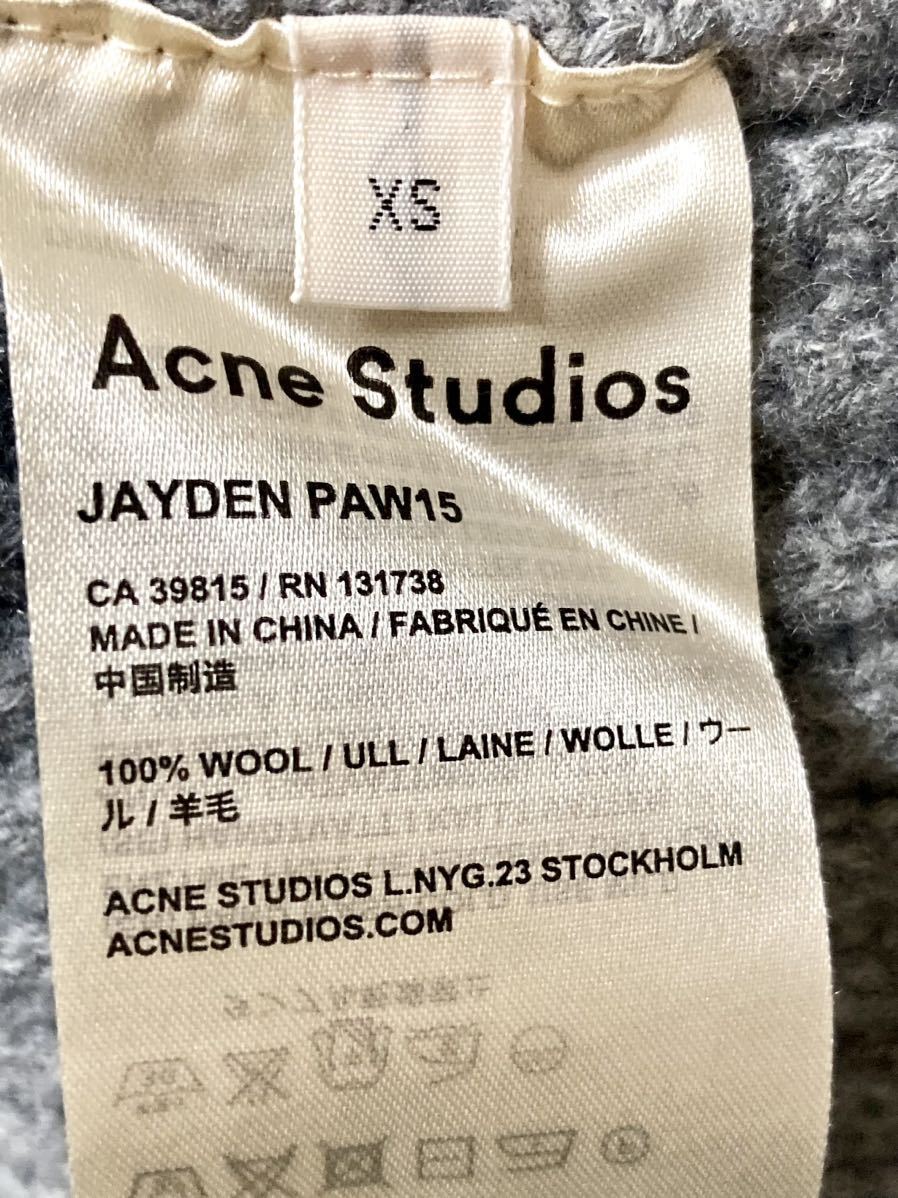 XS
Acne Studios
JAYDEN PAW15
CA 39815 / RN 131738
MADE IN CHINA / FABRIQUÉ EN CHINE /
中国制造
100% WOOL / ULL / LAINE / WOLLE / ウー
ル / 羊毛
ACNE STUDIOS L.NYG.23 STOCKHOLM
ACNESTUDIOS.COM